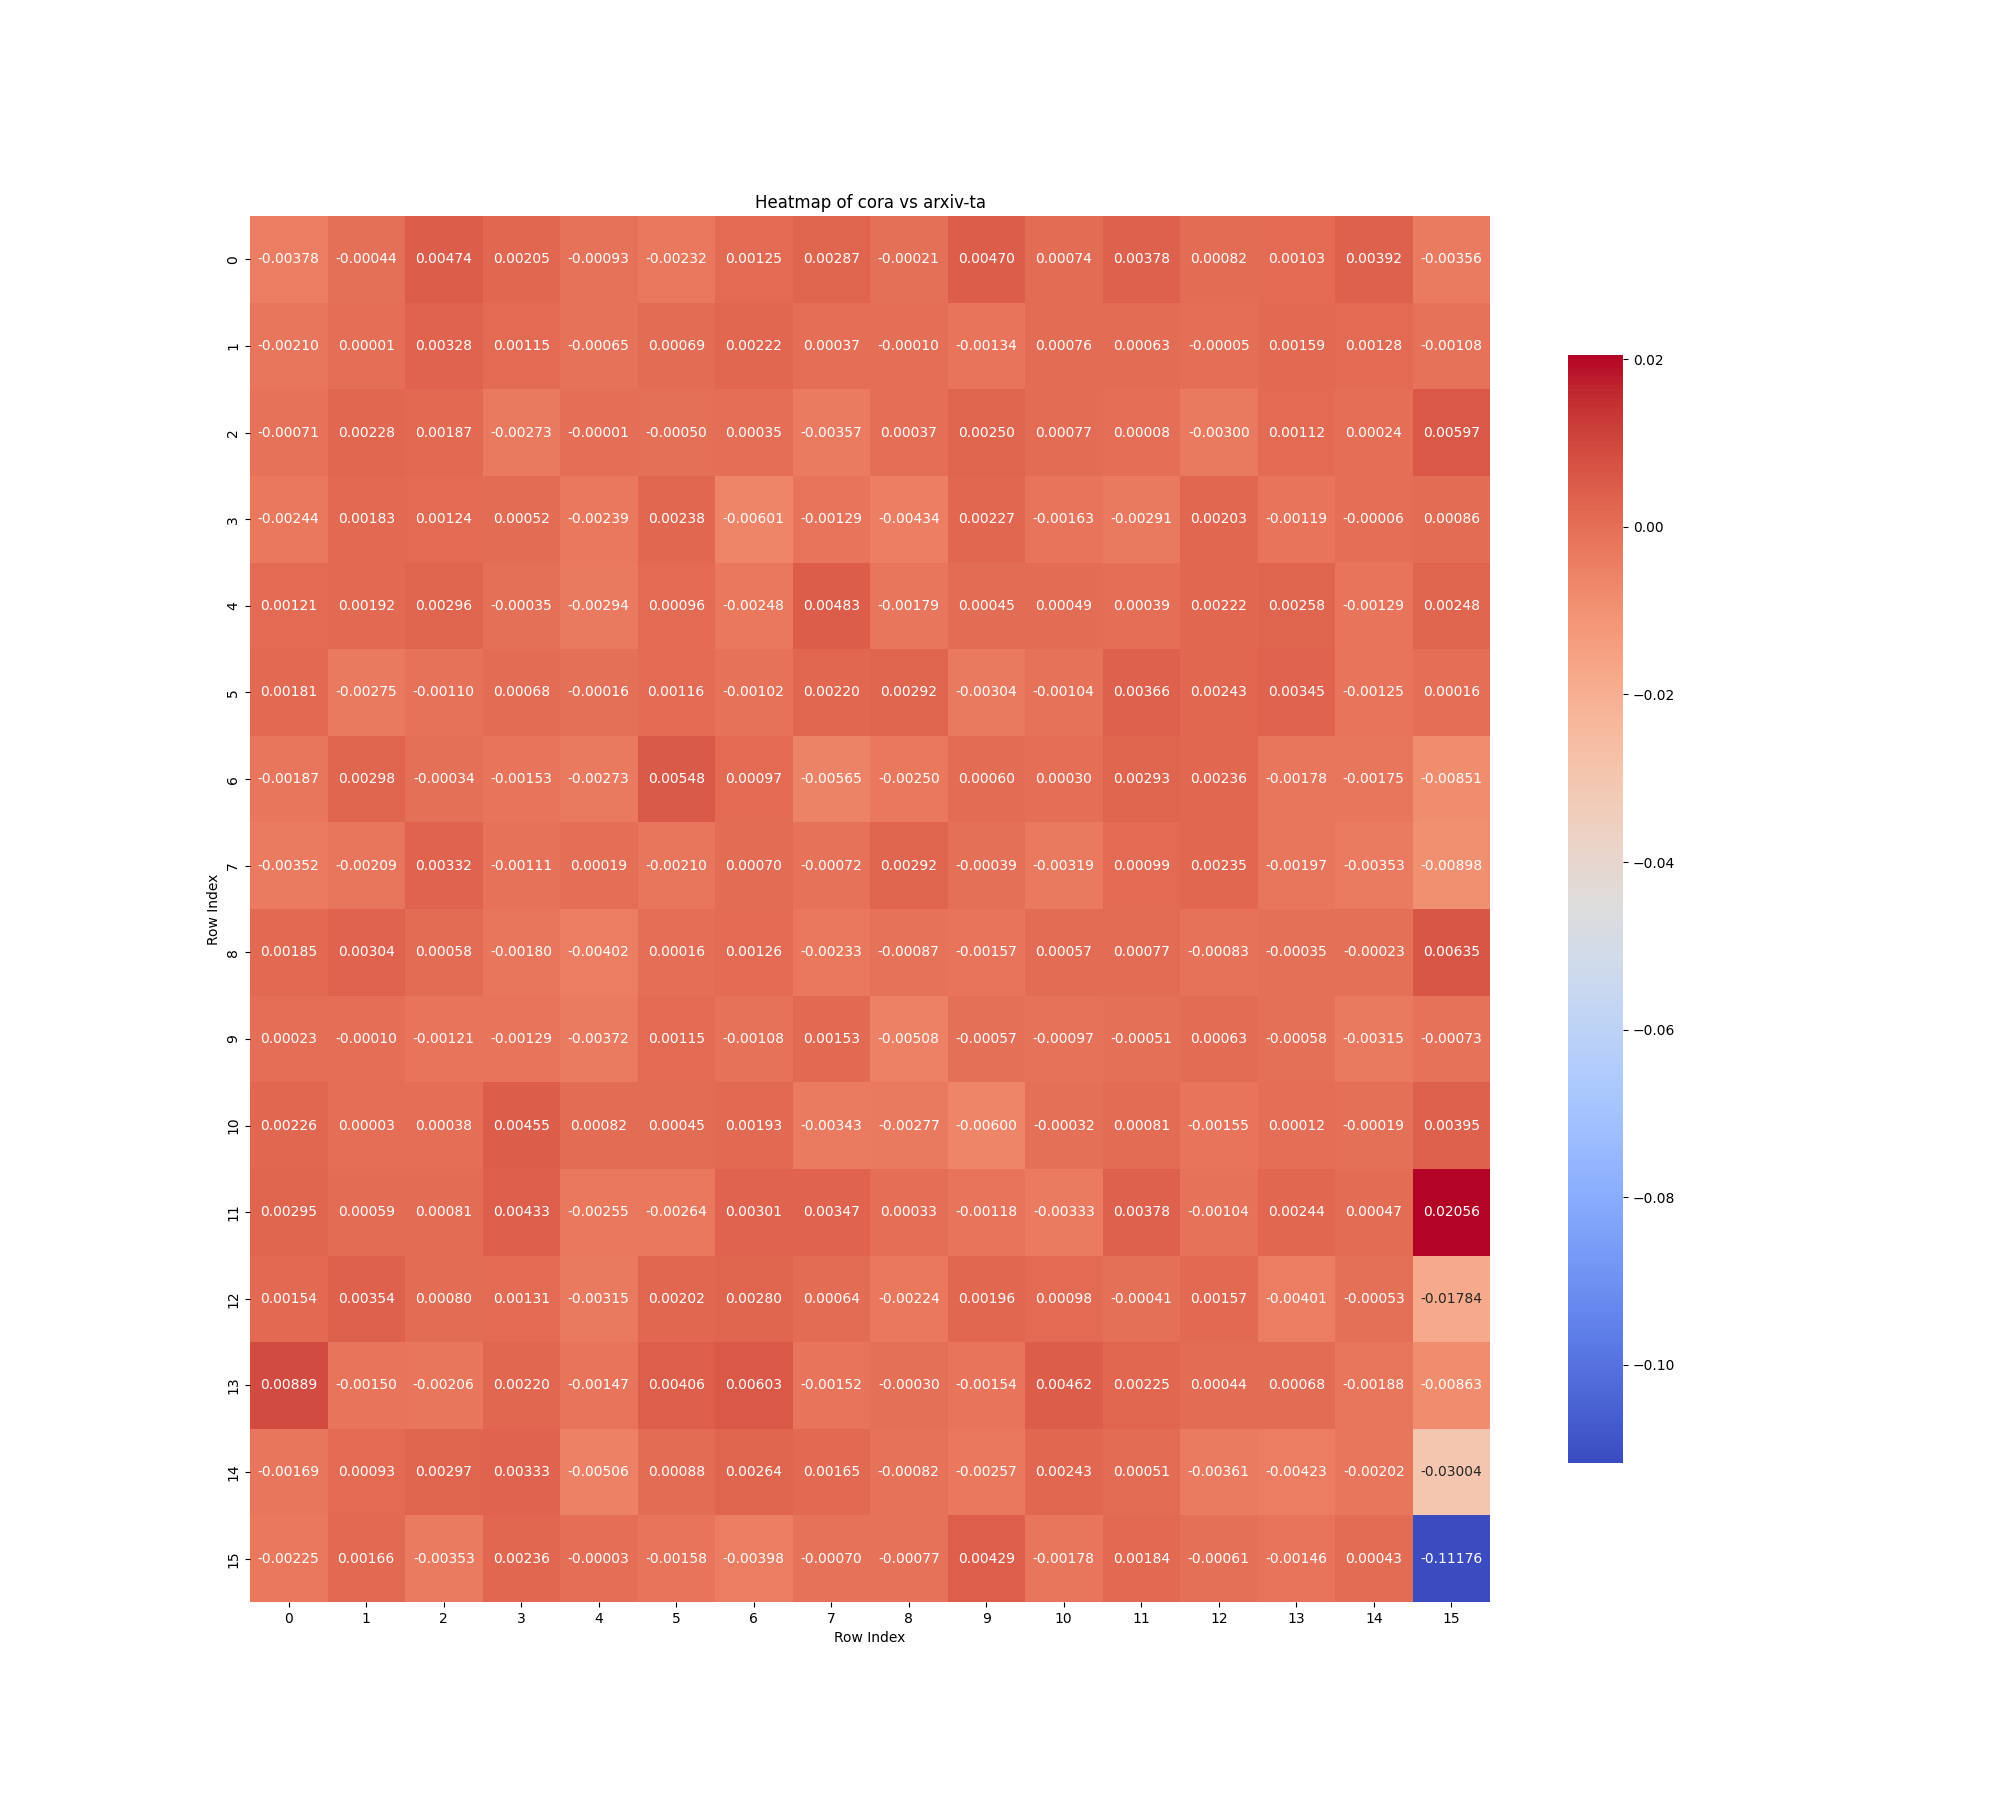 Heatmap of cora vs arxiv-ta
0 -0.00378 -0.00044 0.00474 0.00205 -0.00093 -0.00232 0.00125 0.00287 -0.00021 0.00470 0.00074 0.00378 0.00082 0.00103 0.00392 -0.00356
1 -0.00210 0.00001 0.00328 0.00115 -0.00065 0.00069 0.00222 0.00037 -0.00010 -0.00134 0.00076 0.00063 -0.00005 0.00159 0.00128 -0.00108
2 -0.00071 0.00228 0.00187 -0.00273 -0.00001 -0.00050 0.00035 -0.00357 0.00037 0.00250 0.00077 0.00008 -0.00300 0.00112 0.00024 0.00597
3 -0.00244 0.00183 0.00124 0.00052 -0.00239 0.00238 -0.00601 -0.00129 -0.00434 0.00227 -0.00163 -0.00291 0.00203 -0.00119 -0.00006 0.00086
4 0.00121 0.00192 0.00296 -0.00035 -0.00294 0.00096 -0.00248 0.00483 -0.00179 0.00045 0.00049 0.00039 0.00222 0.00258 -0.00129 0.00248
5 0.00181 -0.00275 -0.00110 0.00068 -0.00016 0.00116 -0.00102 0.00220 0.00292 -0.00304 -0.00104 0.00366 0.00243 0.00345 -0.00125 0.00016
6 -0.00187 0.00298 -0.00034 -0.00153 -0.00273 0.00548 0.00097 -0.00565 -0.00250 0.00060 0.00030 0.00293 0.00236 -0.00178 -0.00175 -0.00851
7 -0.00352 -0.00209 0.00332 -0.00111 0.00019 -0.00210 0.00070 -0.00072 0.00292 -0.00039 -0.00319 0.00099 0.00235 -0.00197 -0.00353 -0.00898
8 0.00185 0.00304 0.00058 -0.00180 -0.00402 0.00016 0.00126 -0.00233 -0.00087 -0.00157 0.00057 0.00077 -0.00083 -0.00035 -0.00023 0.00635
9 0.00023 -0.00010 -0.00121 -0.00129 -0.00372 0.00115 -0.00108 0.00153 -0.00508 -0.00057 -0.00097 -0.00051 0.00063 -0.00058 -0.00315 -0.00073
10 0.00226 0.00003 0.00038 0.00455 0.00082 0.00045 0.00193 -0.00343 -0.00277 -0.00600 -0.00032 0.00081 -0.00155 0.00012 -0.00019 0.00395
11 0.00295 0.00059 0.00081 0.00433 -0.00255 -0.00264 0.00301 0.00347 0.00033 -0.00118 -0.00333 0.00378 -0.00104 0.00244 0.00047 0.02056
12 0.00154 0.00354 0.00080 0.00131 -0.00315 0.00202 0.00280 0.00064 -0.00224 0.00196 0.00098 -0.00041 0.00157 -0.00401 -0.00053 -0.01784
13 0.00889 -0.00150 -0.00206 0.00220 -0.00147 0.00406 0.00603 -0.00152 -0.00030 -0.00154 0.00462 0.00225 0.00044 0.00068 -0.00188 -0.00863
14 -0.00169 0.00093 0.00297 0.00333 -0.00506 0.00088 0.00264 0.00165 -0.00082 -0.00257 0.00243 0.00051 -0.00361 -0.00423 -0.00202 -0.03004
15 -0.00225 0.00166 -0.00353 0.00236 -0.00003 -0.00158 -0.00398 -0.00070 -0.00077 0.00429 -0.00178 0.00184 -0.00061 -0.00146 0.00043 -0.11176
0 1 2 3 4 5 6 7 8 9 10 11 12 13 14 15
Row Index
Row Index
0.02
0.00
−0.02
−0.04
−0.06
−0.08
−0.10